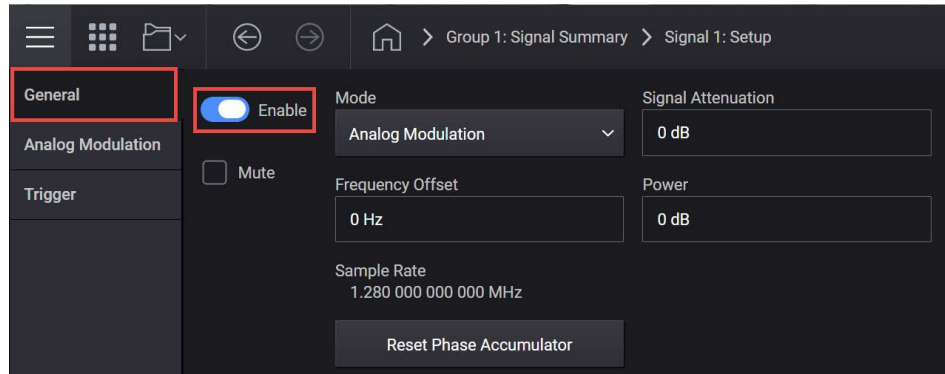 Group 1: Signal Summary > Signal 1: Setup
General
Analog Modulation
Trigger
Enable
Mute
Mode
Analog Modulation
Signal Attenuation
0 dB
Frequency Offset
0 Hz
Power
0 dB
Sample Rate
1.280 000 000 000 MHz
Reset Phase Accumulator